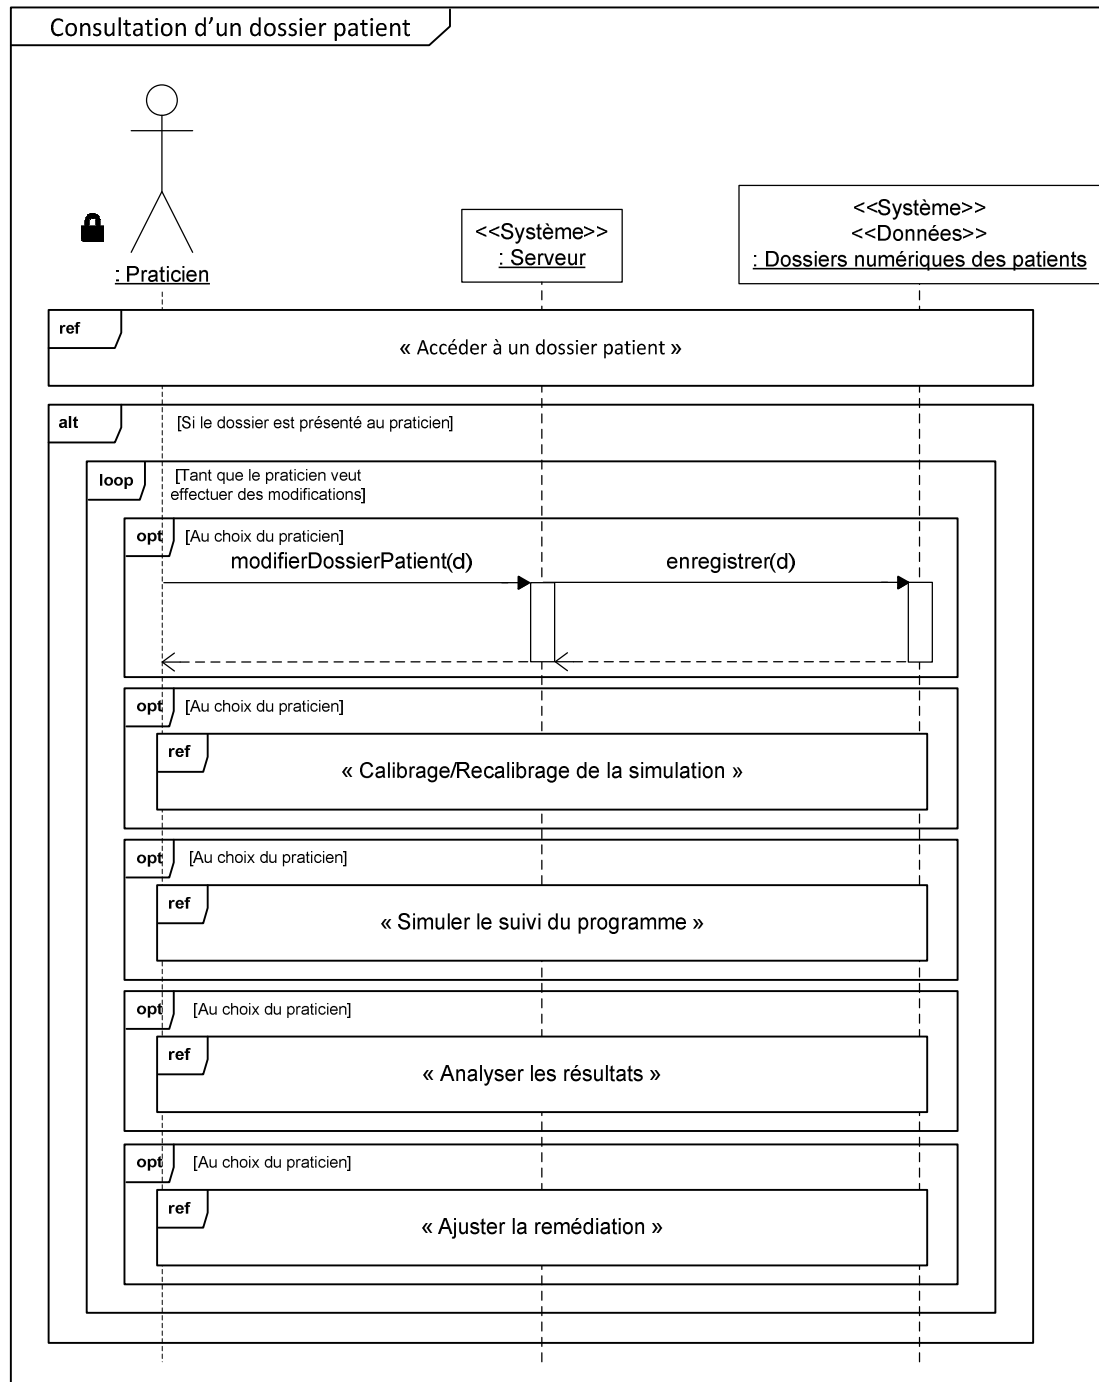 Consultation d’un dossier patient
: Praticien
<<Système>>
: Serveur
<<Système>>
<<Données>>
: Dossiers numériques des patients
ref
« Accéder à un dossier patient »
alt
[Si le dossier est présenté au praticien]
loop
[Tant que le praticien veut
effectuer des modifications]
opt
[Au choix du praticien]
modifierDossierPatient(d)
enregistrer(d)
opt
[Au choix du praticien]
ref
« Calibrage/Recalibrage de la simulation »
opt
[Au choix du praticien]
ref
« Simuler le suivi du programme »
opt
[Au choix du praticien]
ref
« Analyser les résultats »
opt
[Au choix du praticien]
ref
« Ajuster la remédiation »